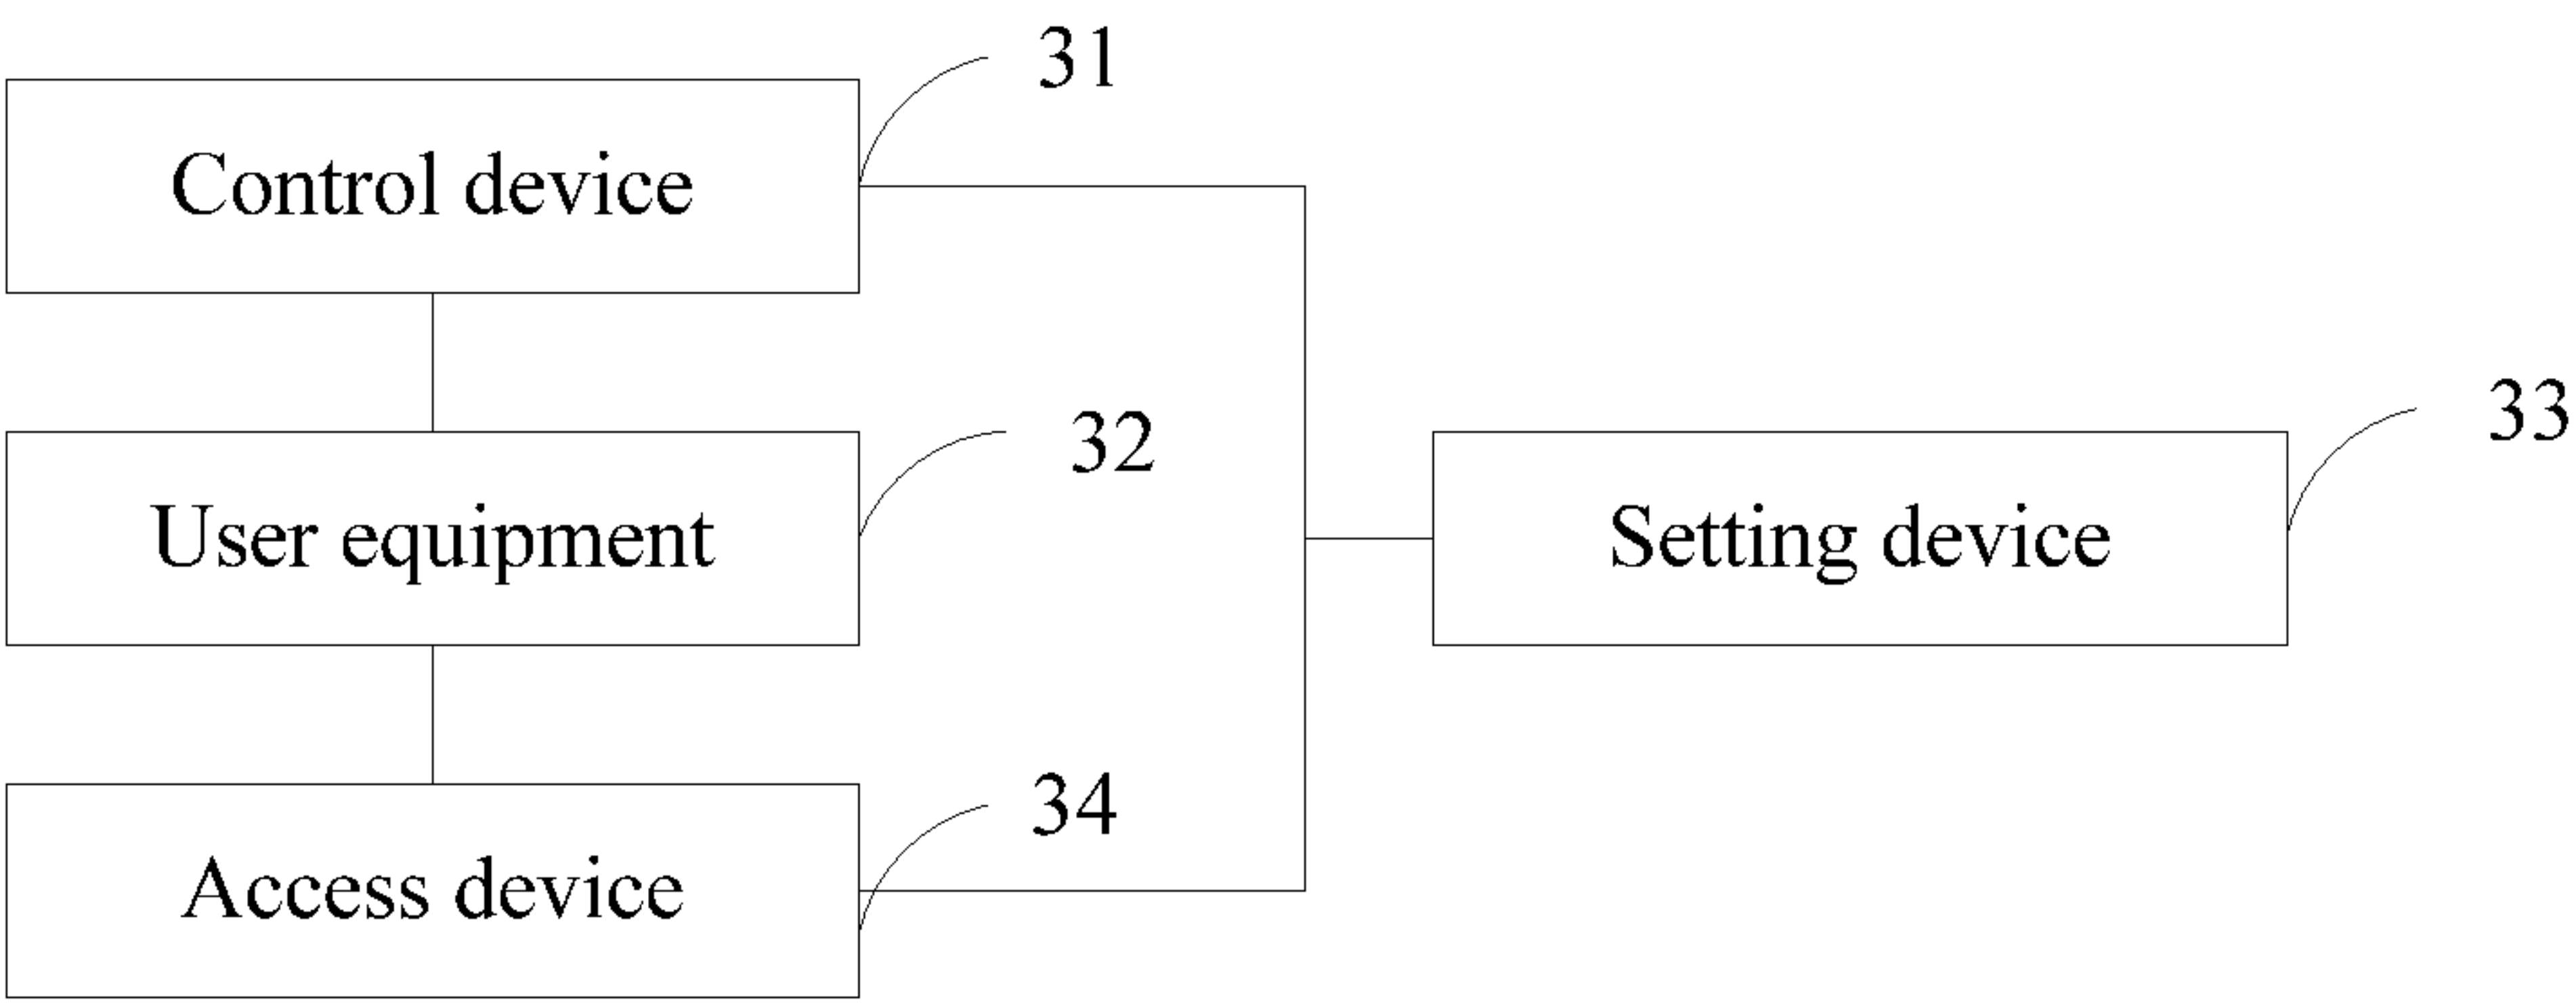 31
Control device
32
33
User equipment
Setting device
34
Access device